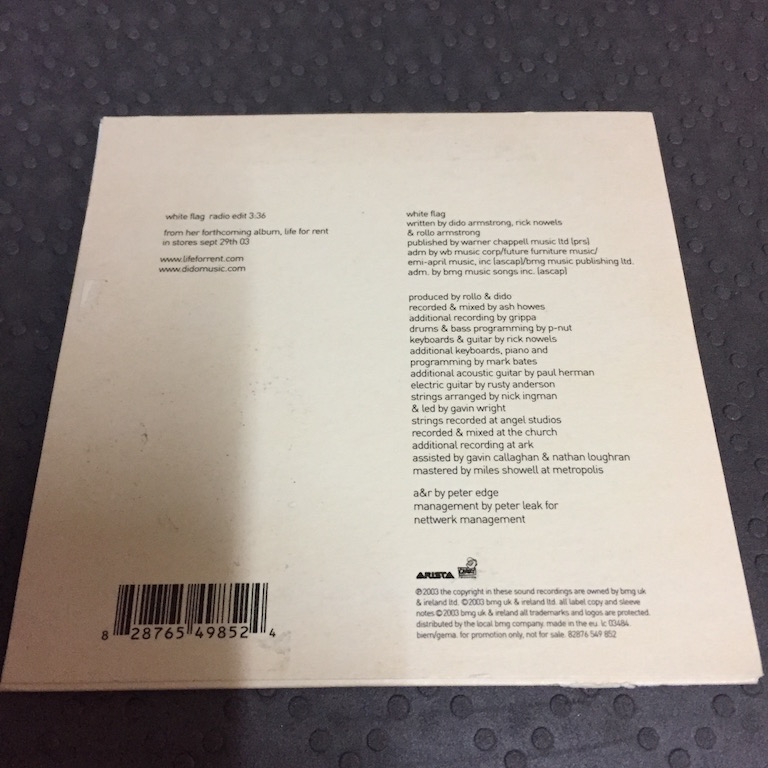 white flag radio edit 3:36
from her forthcoming album, life for rent
in stores sept 29th 03
www.lifeforrent.com
www.didomusic.com
white flag
written by dido armstrong, rick nowels
& rollo armstrong
published by warner chappell music ltd (prs)
adm by wb music corp/future furniture music/
emi-april music, inc (ascap)/bmg music publishing ltd.
adm. by bmg music songs inc. (ascap)
produced by rollo & dido
recorded & mixed by ash howes
additional recording by grippa
drums & bass programming by p-nut
keyboards & guitar by rick nowels
additional keyboards, piano and
programming by mark bates
additional acoustic guitar by paul herman
electric guitar by rusty anderson
strings arranged by nick ingman
& led by gavin wright
strings recorded at angel studios
recorded & mixed at the church
additional recording at ark
assisted by gavin callaghan & nathan loughran
mastered by miles showell at metropolis
a&r by peter edge
management by peter leak for
nettwerk management
ARISTA
℗2003 the copyright in these sound recordings are owned by bmg uk
& ireland ltd. ©2003 bmg uk & ireland ltd. all label copy and sleeve
notes ©2003 bmg uk & ireland all trademarks and logos are protected.
distributed by the local bmg company. made in the eu. lc 03484.
biem/gema. for promotion only, not for sale. 82876 549 852
8 28765 49852 4